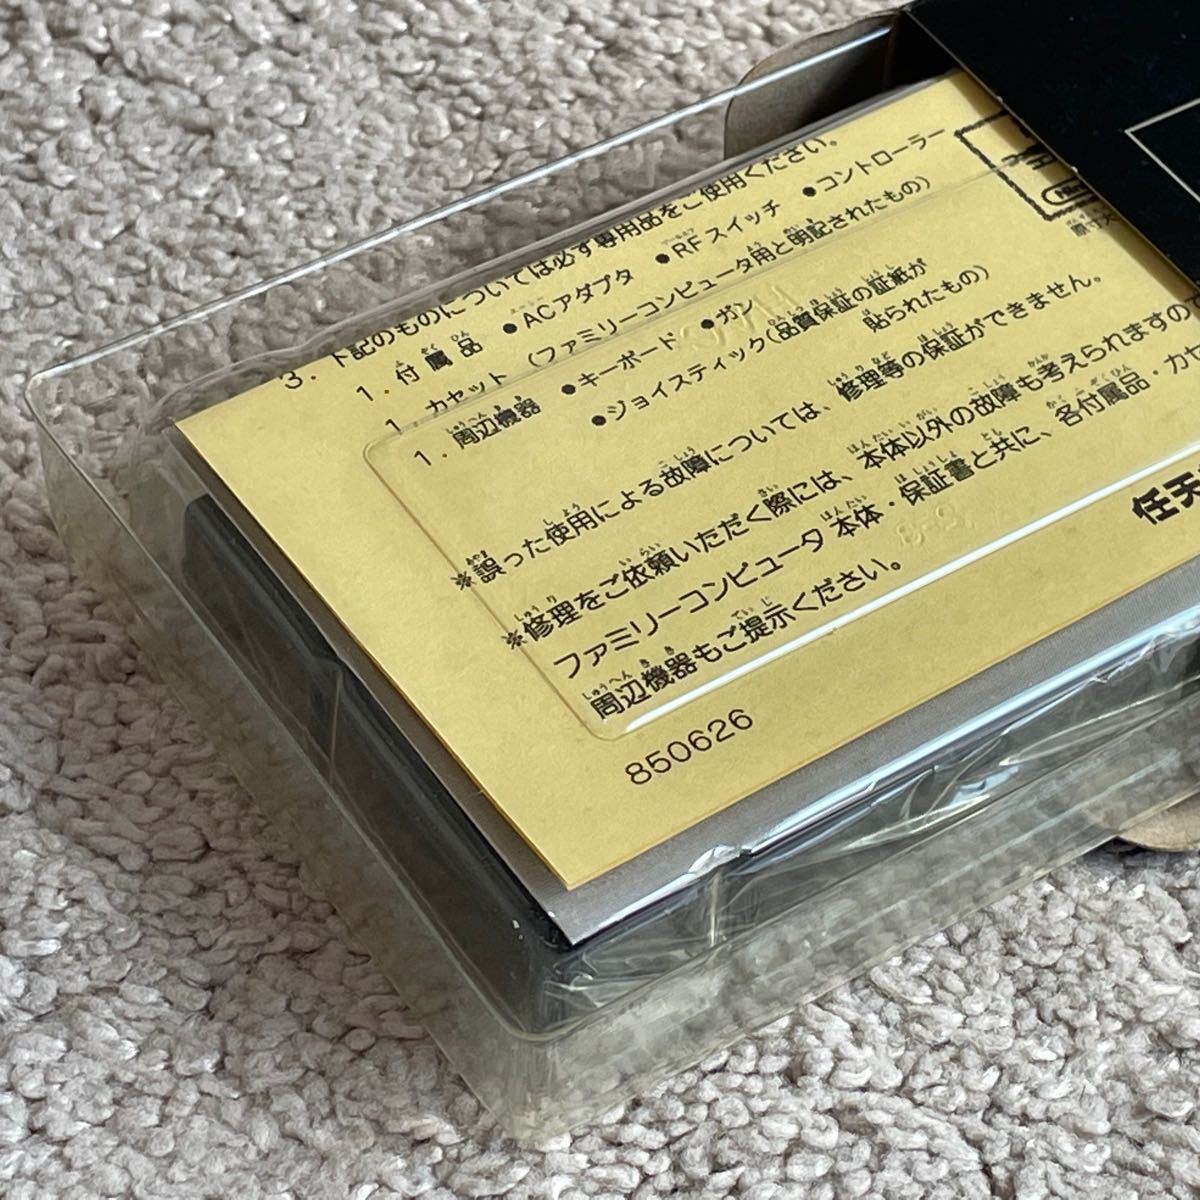 3. 下記のものについては必ず専用品をご使用ください。
1. 付属品 ●ACアダプタ ●RFスイッチ ●コントローラー
1 カセット (ファミリーコンピュータ用と明記されたもの)
1. 周辺機器 ●キーボード ●ガン
●ジョイスティック(品質保証の証紙が
貼られたもの)
※誤った使用による故障については、修理等の保証ができません。
※修理をご依頼いただく際には、本体以外の故障も考えられますの
ファミリーコンピュータ本体・保証書と共に、各付属品・カセ
周辺機器もご提示ください。
任天
850626